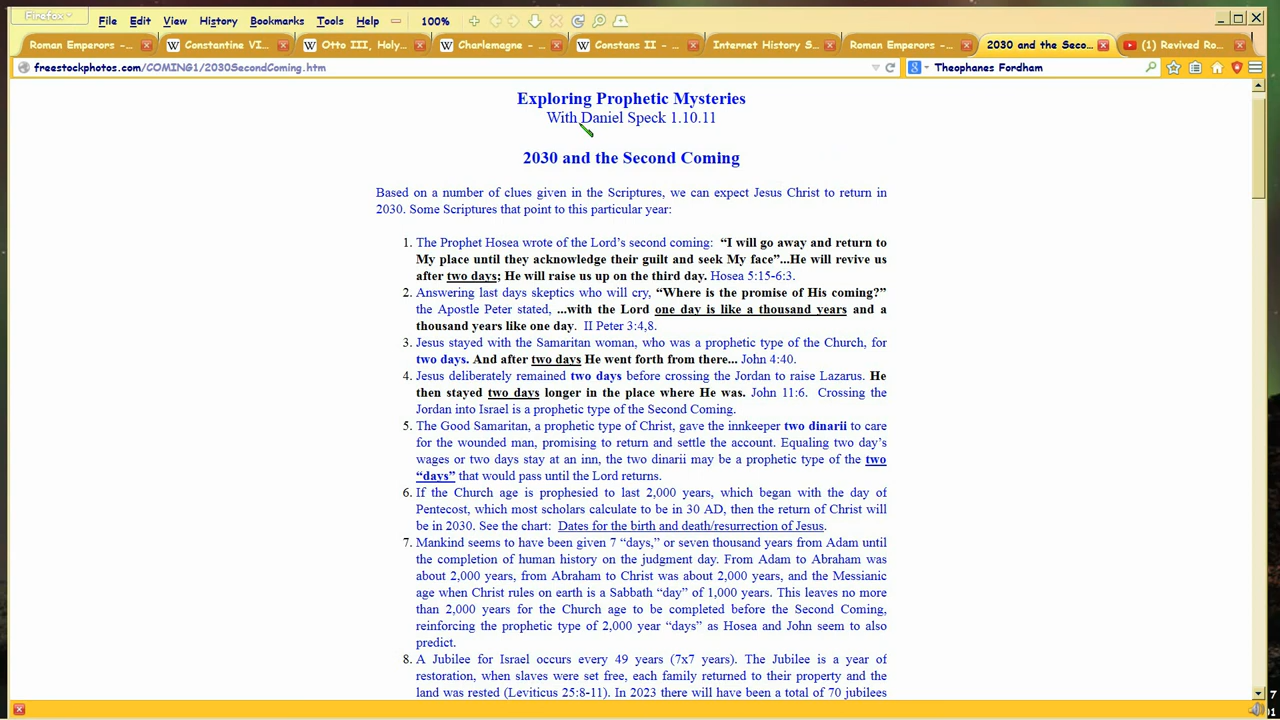 Firefox
File Edit View History Bookmarks Tools Help 100%
Roman Emperors -... Constantine VI... Otto III, Holy... Charlemagne - ... Constans II - ... Internet History S... Roman Emperors -... 2030 and the Seco... (1) Revived Ro...
freestockphotos.com/COMING1/2030SecondComing.htm Theophanes Fordham
Exploring Prophetic Mysteries
With Daniel Speck 1.10.11
2030 and the Second Coming
Based on a number of clues given in the Scriptures, we can expect Jesus Christ to return in
2030. Some Scriptures that point to this particular year:
1. The Prophet Hosea wrote of the Lord's second coming: “I will go away and return to
My place until they acknowledge their guilt and seek My face”...He will revive us
after two days; He will raise us up on the third day. Hosea 5:15-6:3.
2. Answering last days skeptics who will cry, “Where is the promise of His coming?”
the Apostle Peter stated, ...with the Lord one day is like a thousand years and a
thousand years like one day. II Peter 3:4,8.
3. Jesus stayed with the Samaritan woman, who was a prophetic type of the Church, for
two days. And after two days He went forth from there... John 4:40.
4. Jesus deliberately remained two days before crossing the Jordan to raise Lazarus. He
then stayed two days longer in the place where He was. John 11:6. Crossing the
Jordan into Israel is a prophetic type of the Second Coming.
5. The Good Samaritan, a prophetic type of Christ, gave the innkeeper two dinarii to care
for the wounded man, promising to return and settle the account. Equaling two day's
wages or two days stay at an inn, the two dinarii may be a prophetic type of the two
“days” that would pass until the Lord returns.
6. If the Church age is prophesied to last 2,000 years, which began with the day of
Pentecost, which most scholars calculate to be in 30 AD, then the return of Christ will
be in 2030. See the chart: Dates for the birth and death/resurrection of Jesus.
7. Mankind seems to have been given 7 “days,” or seven thousand years from Adam until
the completion of human history on the judgment day. From Adam to Abraham was
about 2,000 years, from Abraham to Christ was about 2,000 years, and the Messianic
age when Christ rules on earth is a Sabbath “day” of 1,000 years. This leaves no more
than 2,000 years for the Church age to be completed before the Second Coming,
reinforcing the prophetic type of 2,000 year “days” as Hosea and John seem to also
predict.
8. A Jubilee for Israel occurs every 49 years (7x7 years). The Jubilee is a year of
restoration, when slaves were set free, each family returned to their property and the
land was rested (Leviticus 25:8-11). In 2023 there will have been a total of 70 jubilees